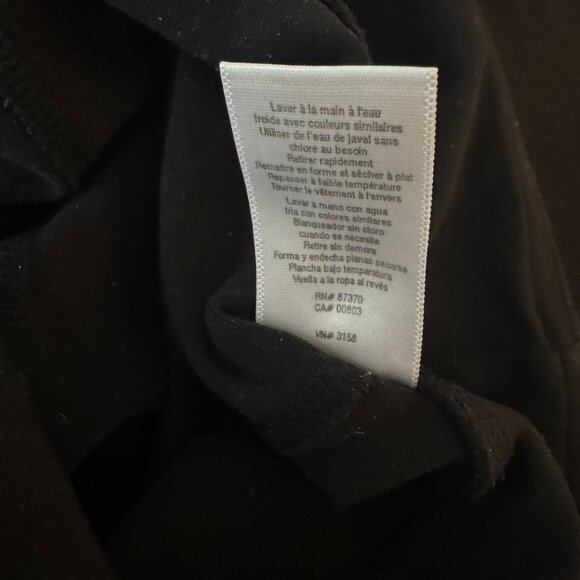 Lavar à la main à l'eau
froide avec couleurs similaires
Utiliser de l'eau de javel sans
chlore au besoin
Retirer rapidement
Remettre en forme et sécher à plat
Repasser à faible température
Tourner le vêtement à l'envers
Lavar a mano con agua
fria con colores similares
Blanqueador sin cloro
cuando se necesite
Retire sin demora
Forma y endecha planas secarse
Plancha bajo temperatura
Vuelta a la ropa al revés
RN# 87370
CA# 00803
VN# 3158